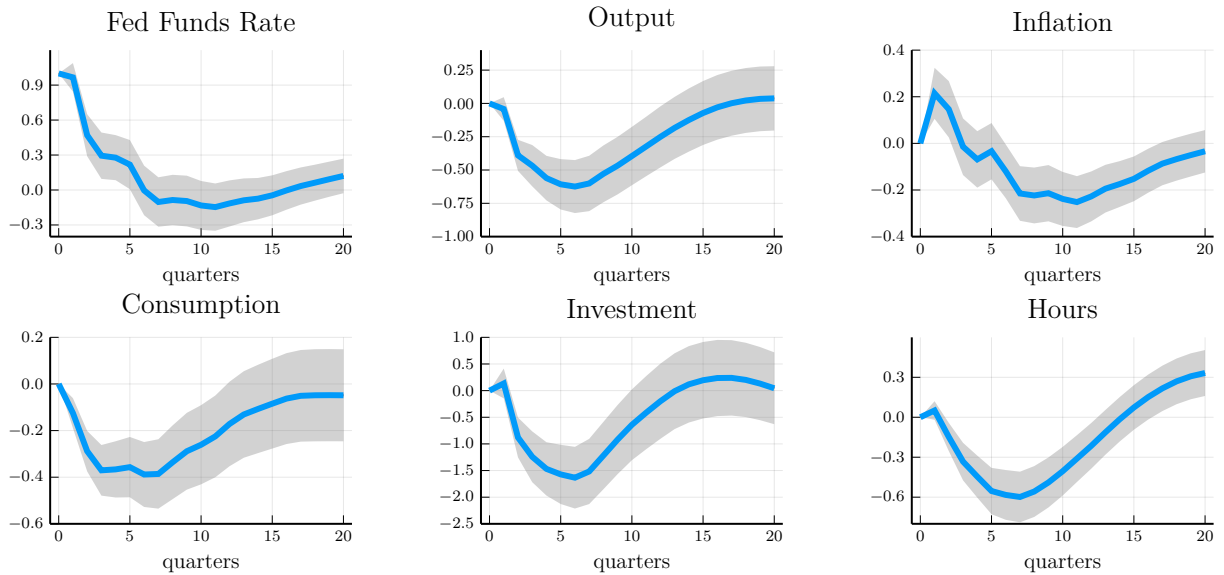 Fed Funds Rate
0.9
0.6
0.3
0.0
−0.3
0 5 10 15 20
quarters
Output
0.25
0.00
−0.25
−0.50
−0.75
−1.00
0 5 10 15 20
quarters
Inflation
0.4
0.2
0.0
−0.2
−0.4
0 5 10 15 20
quarters
Consumption
0.2
0.0
−0.2
−0.4
−0.6
0 5 10 15 20
quarters
Investment
1.0
0.5
0.0
−0.5
−1.0
−1.5
−2.0
−2.5
0 5 10 15 20
quarters
Hours
0.3
0.0
−0.3
−0.6
0 5 10 15 20
quarters